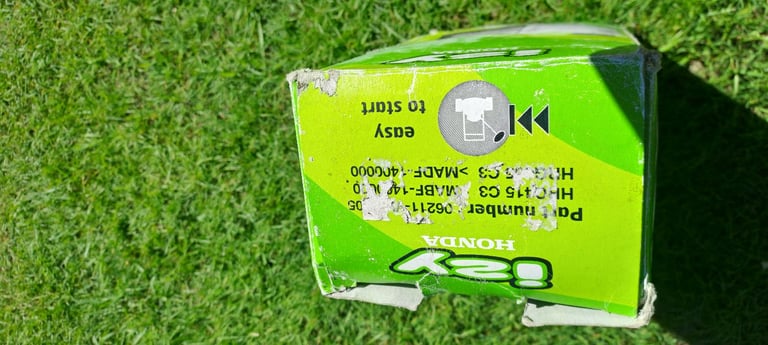 izy
HONDA
Part number:
C3
C3 >MADF-1400000
easy
to start